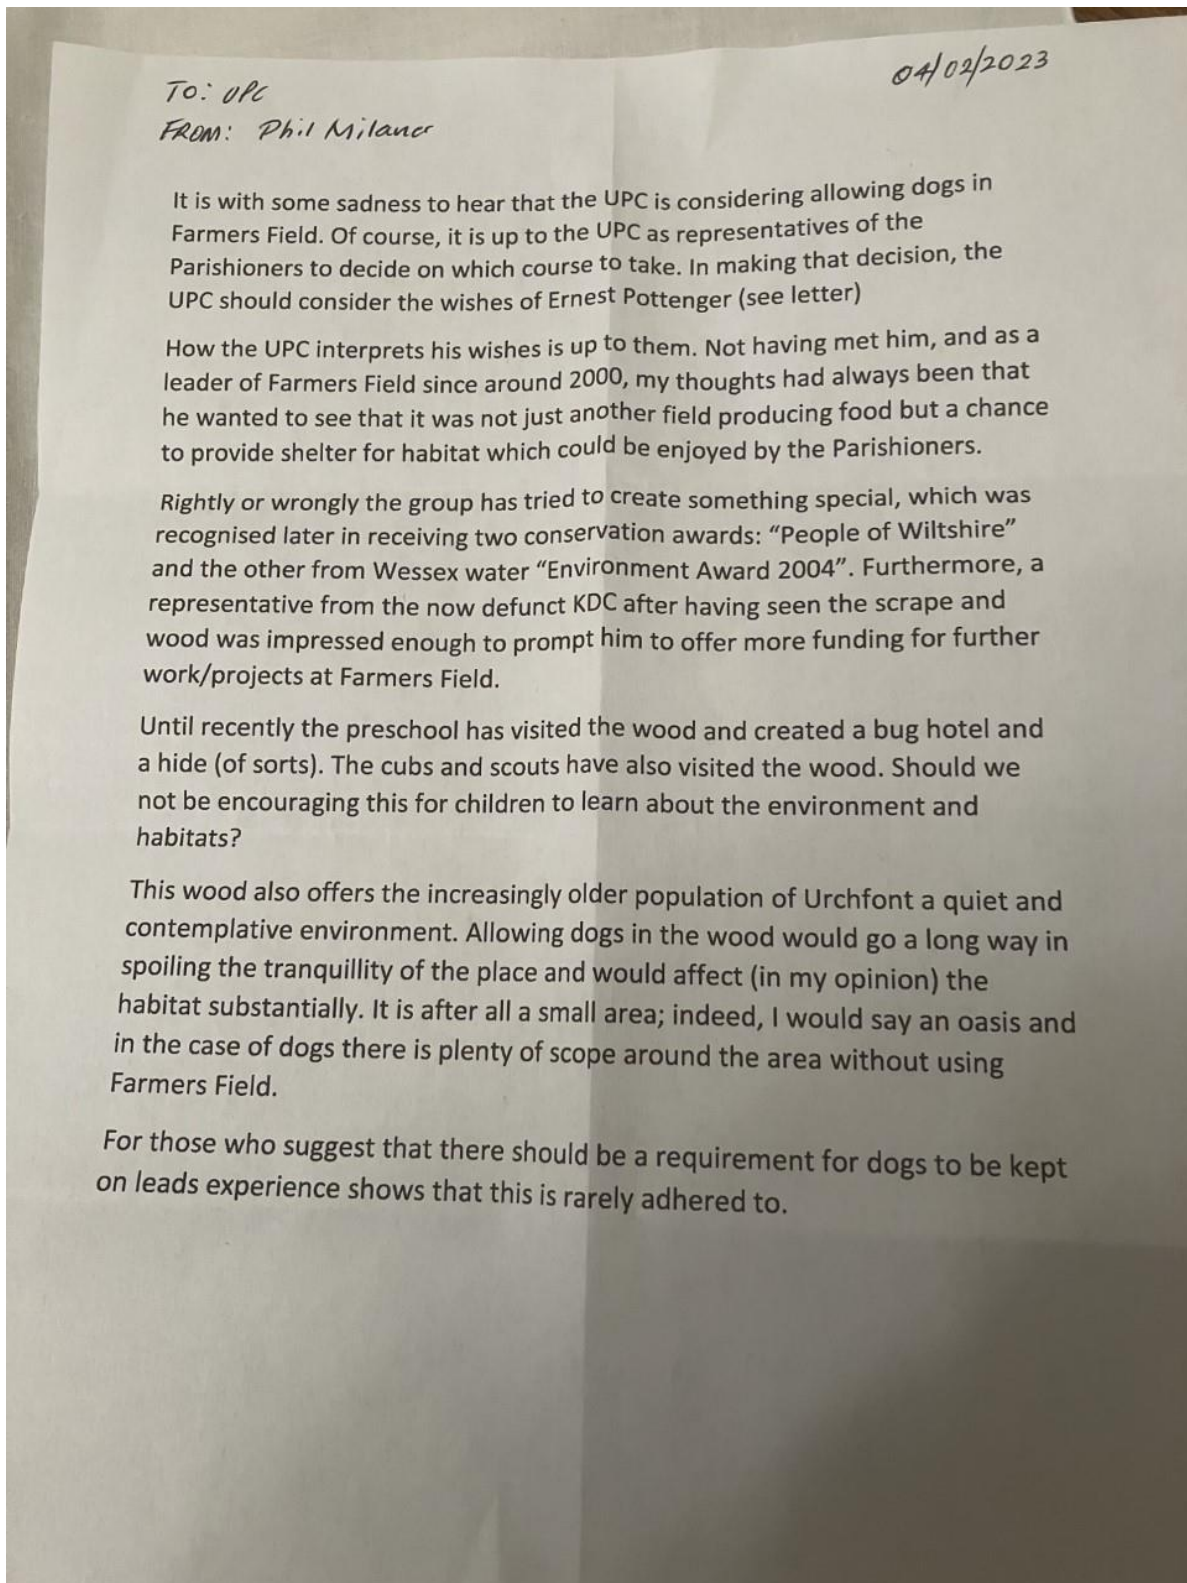 04/02/2023
To: UPC
FROM: Phil Milanor
It is with some sadness to hear that the UPC is considering allowing dogs in
Farmers Field. Of course, it is up to the UPC as representatives of the
Parishioners to decide on which course to take. In making that decision, the
UPC should consider the wishes of Ernest Pottenger (see letter)
How the UPC interprets his wishes is up to them. Not having met him, and as a
leader of Farmers Field since around 2000, my thoughts had always been that
he wanted to see that it was not just another field producing food but a chance
to provide shelter for habitat which could be enjoyed by the Parishioners.
Rightly or wrongly the group has tried to create something special, which was
recognised later in receiving two conservation awards: “People of Wiltshire”
and the other from Wessex water “Environment Award 2004”. Furthermore, a
representative from the now defunct KDC after having seen the scrape and
wood was impressed enough to prompt him to offer more funding for further
work/projects at Farmers Field.
Until recently the preschool has visited the wood and created a bug hotel and
a hide (of sorts). The cubs and scouts have also visited the wood. Should we
not be encouraging this for children to learn about the environment and
habitats?
This wood also offers the increasingly older population of Urchfont a quiet and
contemplative environment. Allowing dogs in the wood would go a long way in
spoiling the tranquillity of the place and would affect (in my opinion) the
habitat substantially. It is after all a small area; indeed, I would say an oasis and
in the case of dogs there is plenty of scope around the area without using
Farmers Field.
For those who suggest that there should be a requirement for dogs to be kept
on leads experience shows that this is rarely adhered to.